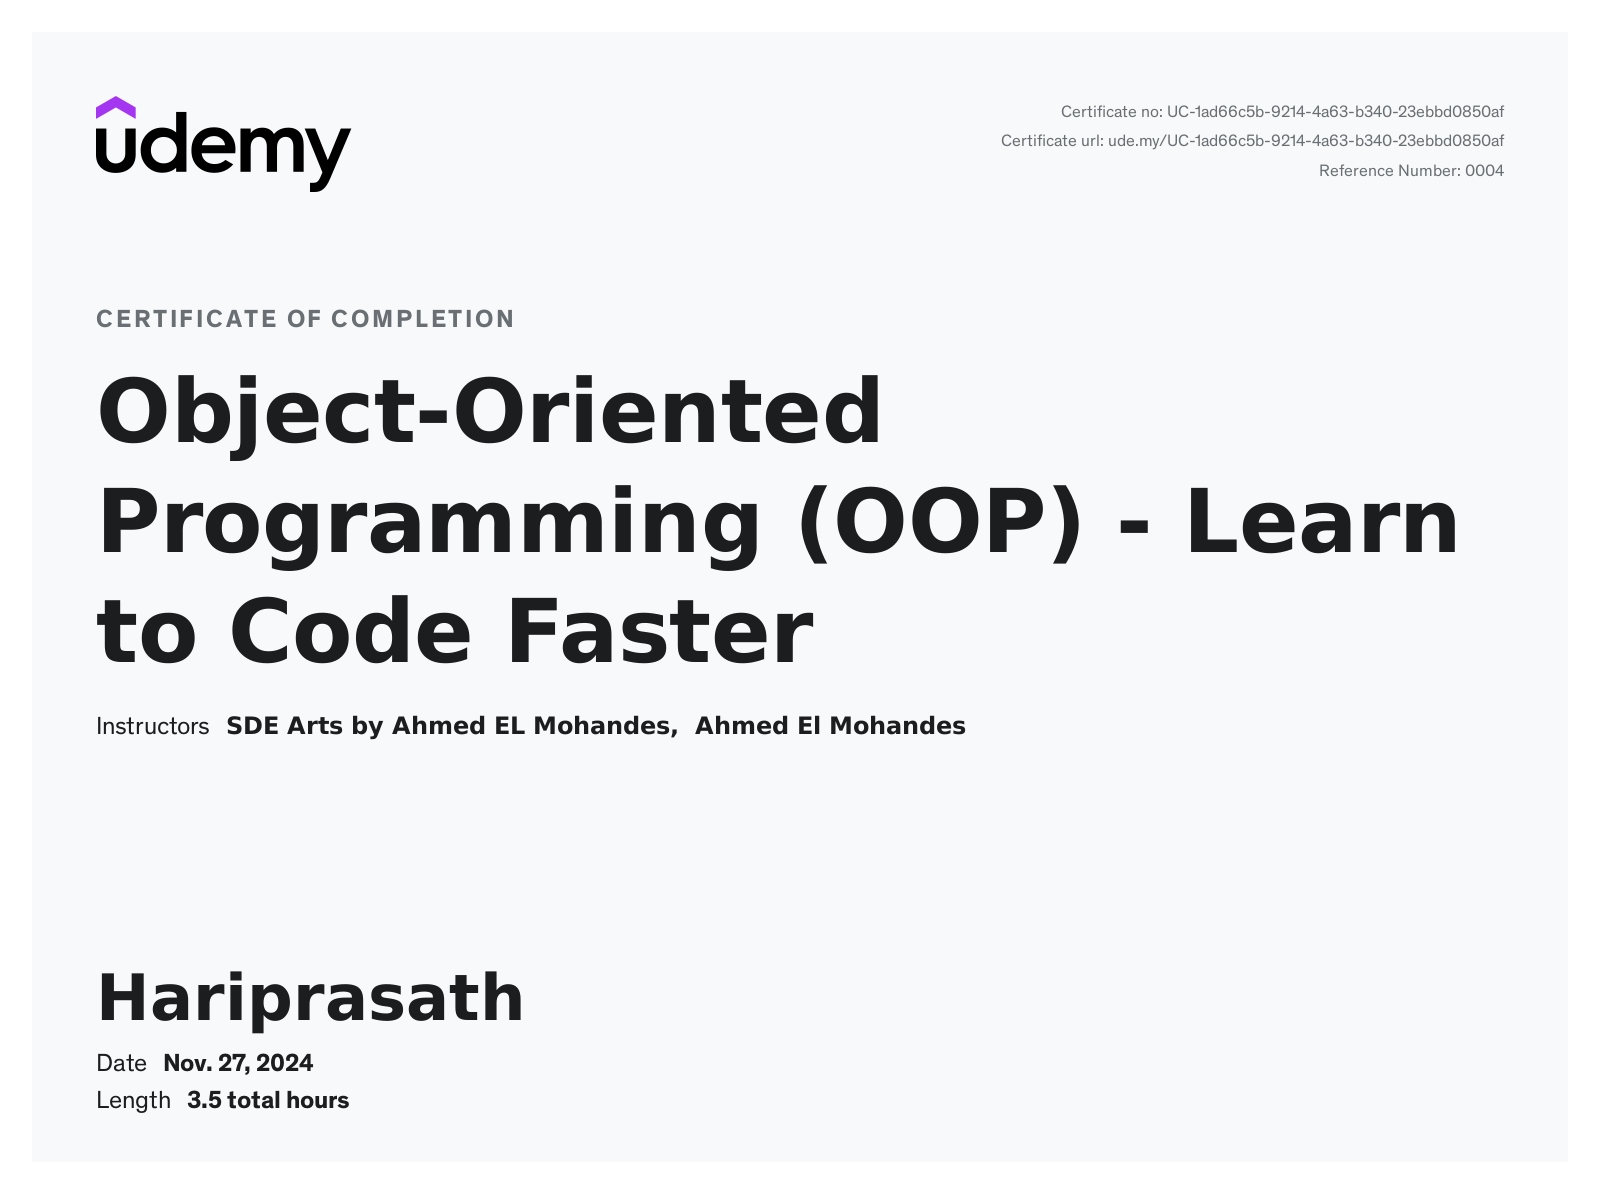 udemy
Certificate no: UC-1ad66c5b-9214-4a63-b340-23ebbd0850af
Certificate url: ude.my/UC-1ad66c5b-9214-4a63-b340-23ebbd0850af
Reference Number: 0004
CERTIFICATE OF COMPLETION
Object-Oriented
Programming (OOP) - Learn
to Code Faster
Instructors SDE Arts by Ahmed EL Mohandes, Ahmed El Mohandes
Hariprasath
Date Nov. 27, 2024
Length 3.5 total hours